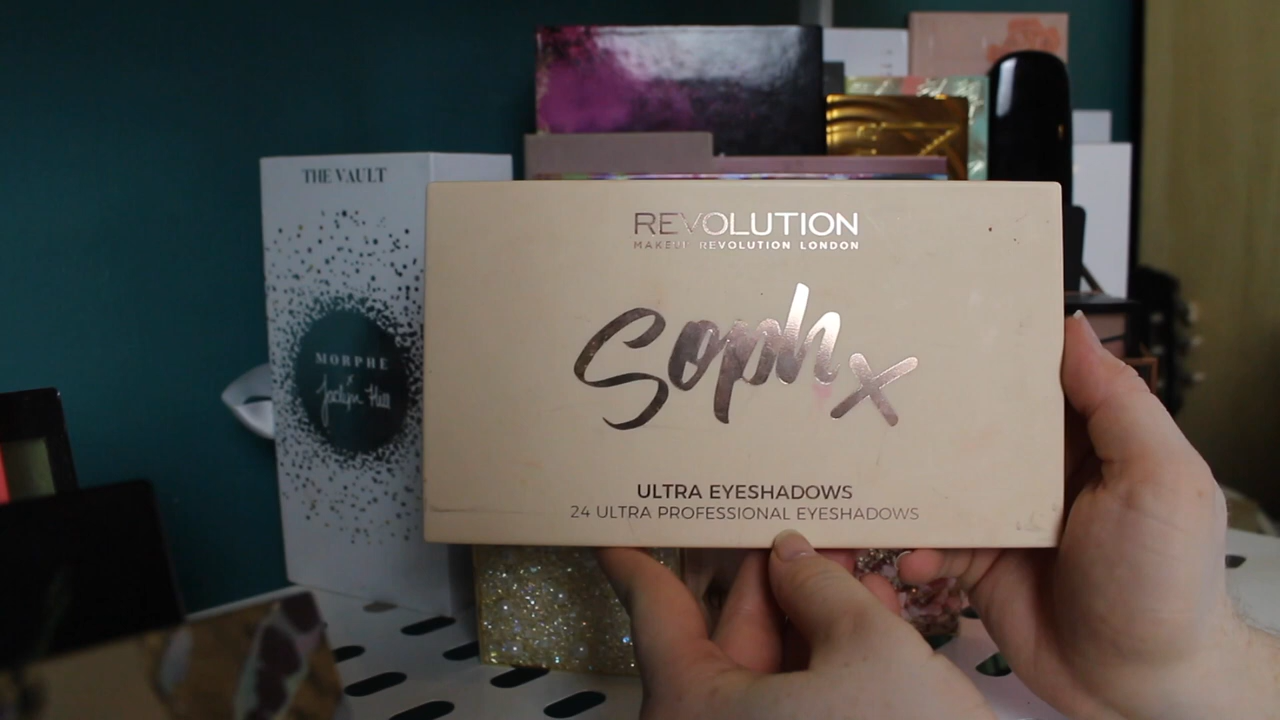 THE VAULT
MORPHE
Jaclyn Hill
REVOLUTION
MAKEUP REVOLUTION LONDON
Soph x
ULTRA EYESHADOWS
24 ULTRA PROFESSIONAL EYESHADOWS